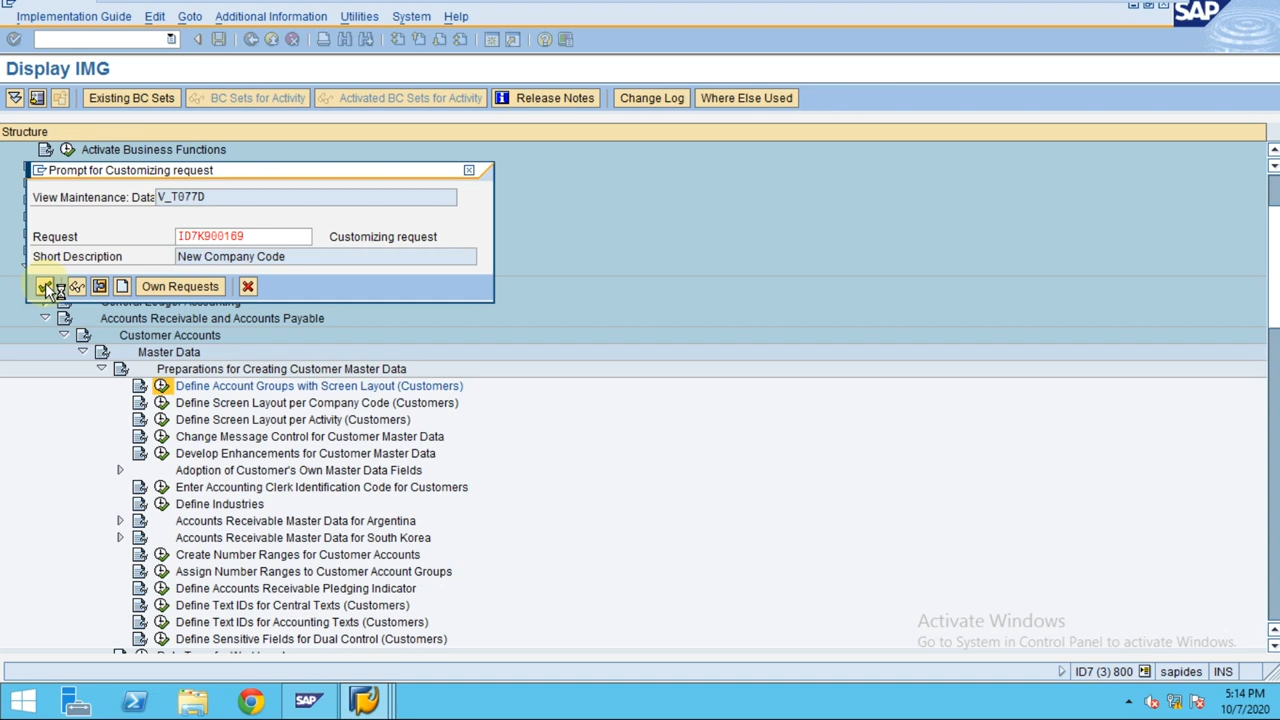 Implementation Guide Edit Goto Additional Information Utilities System Help
SAP
Display IMG
Existing BC Sets BC Sets for Activity Activated BC Sets for Activity Release Notes Change Log Where Else Used
Structure
Activate Business Functions
Prompt for Customizing request
View Maintenance: Data V_T077D
Request ID7K900169 Customizing request
Short Description New Company Code
Own Requests
General Ledger Accounting
Accounts Receivable and Accounts Payable
Customer Accounts
Master Data
Preparations for Creating Customer Master Data
Define Account Groups with Screen Layout (Customers)
Define Screen Layout per Company Code (Customers)
Define Screen Layout per Activity (Customers)
Change Message Control for Customer Master Data
Develop Enhancements for Customer Master Data
Adoption of Customer's Own Master Data Fields
Enter Accounting Clerk Identification Code for Customers
Define Industries
Accounts Receivable Master Data for Argentina
Accounts Receivable Master Data for South Korea
Create Number Ranges for Customer Accounts
Assign Number Ranges to Customer Account Groups
Define Accounts Receivable Pledging Indicator
Define Text IDs for Central Texts (Customers)
Define Text IDs for Accounting Texts (Customers)
Define Sensitive Fields for Dual Control (Customers)
Activate Windows
Go to System in Control Panel to activate Windows.
ID7 (3) 800 sapides INS
SAP
5:14 PM
10/7/2020